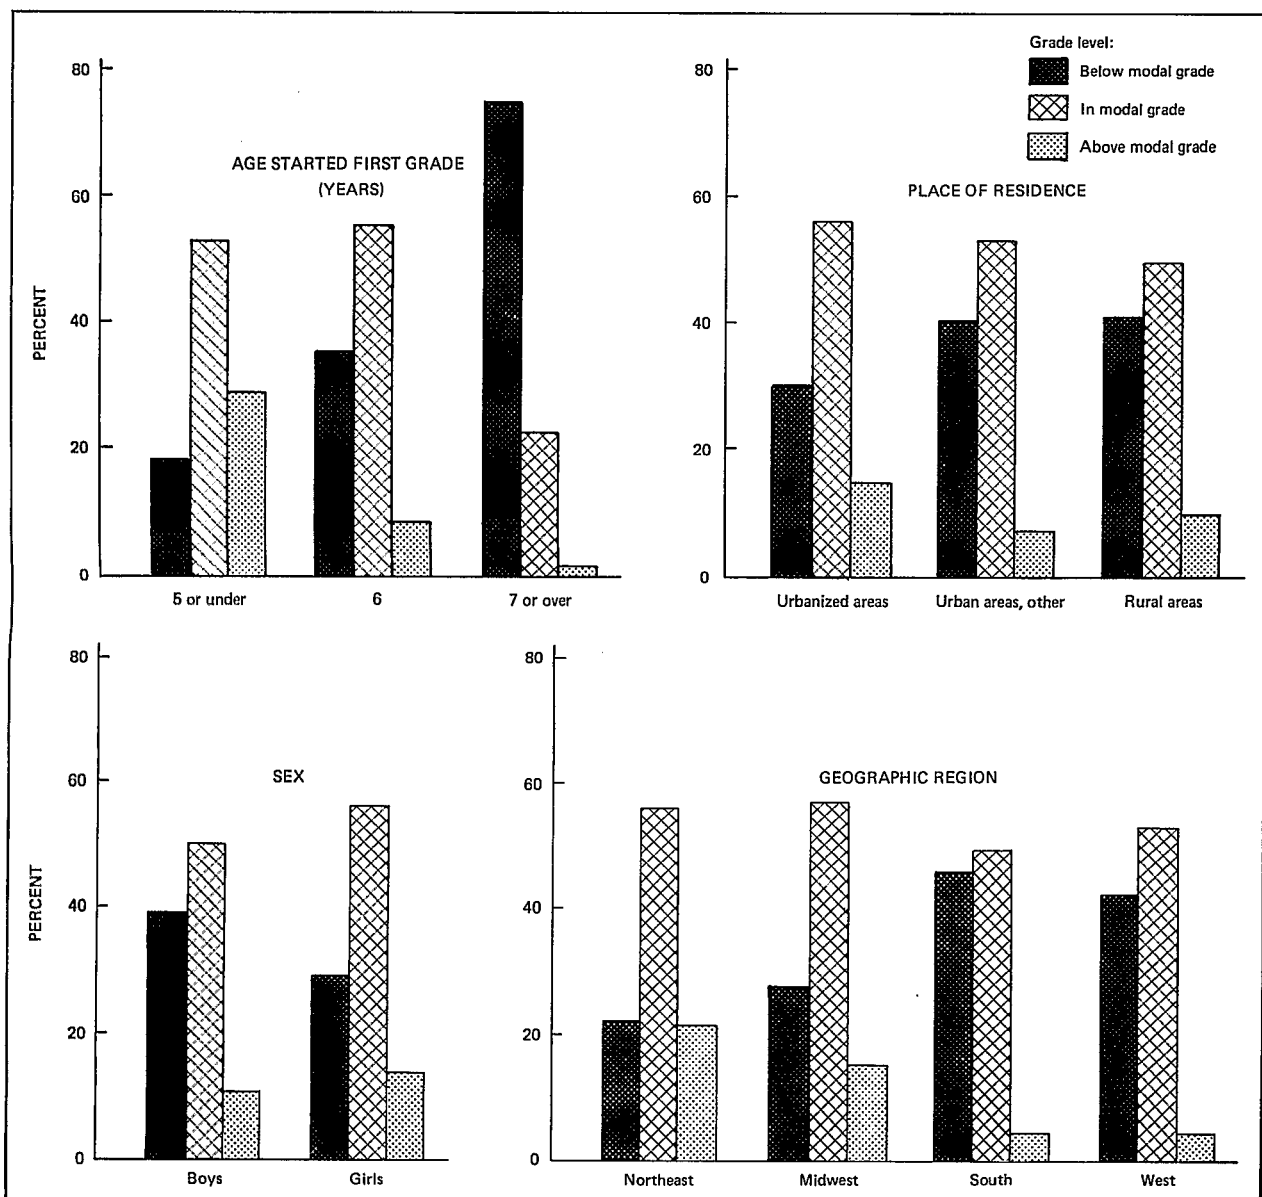 80
60
40
20
0
PERCENT
AGE STARTED FIRST GRADE
(YEARS)
5 or under
6
7 or over
Grade level:
Below modal grade
In modal grade
Above modal grade
80
60
40
20
0
PLACE OF RESIDENCE
Urbanized areas
Urban areas, other
Rural areas
80
60
40
20
0
PERCENT
SEX
Boys
Girls
80
60
40
20
0
GEOGRAPHIC REGION
Northeast
Midwest
South
West